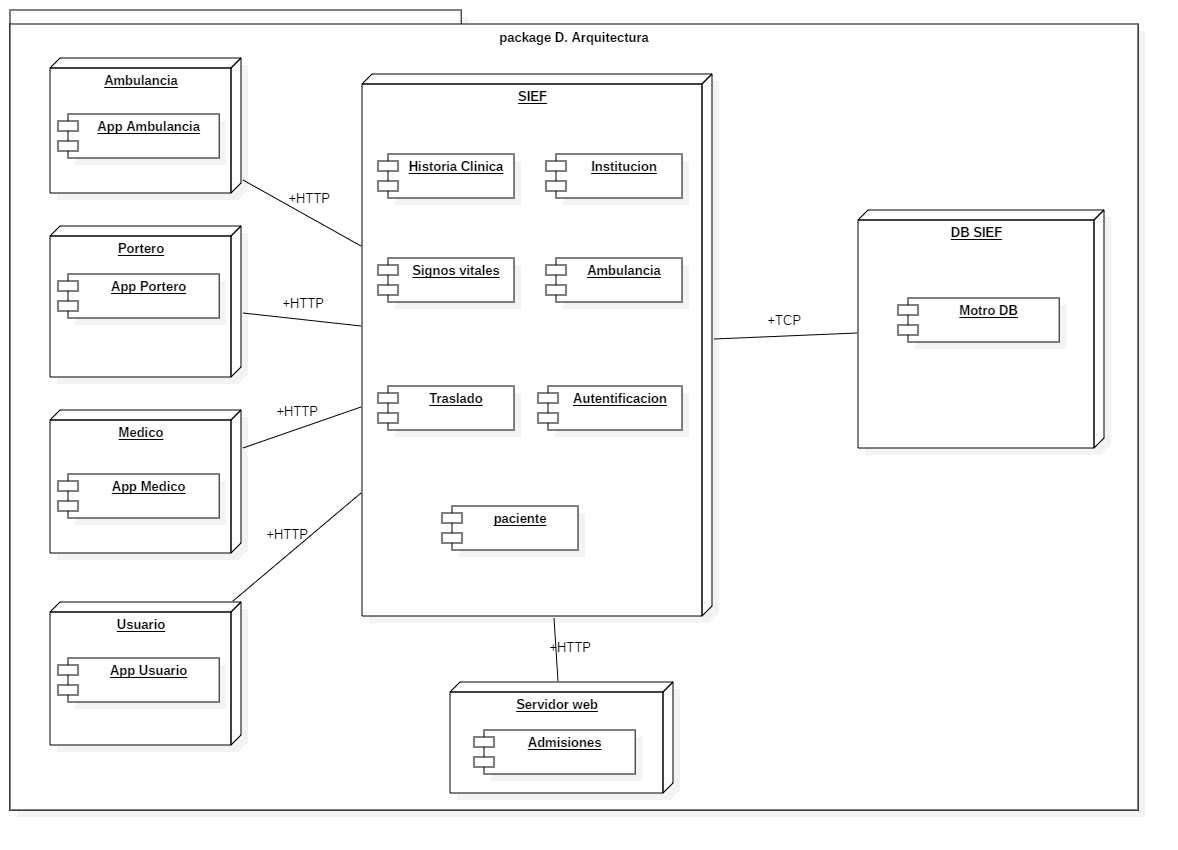 package D. Arquitectura
Ambulancia
App Ambulancia
+HTTP
Portero
App Portero
+HTTP
Medico
App Medico
+HTTP
Usuario
App Usuario
+HTTP
SIEF
Historia Clinica
Institucion
Signos vitales
Ambulancia
Traslado
Autentificacion
paciente
+HTTP
Servidor web
Admisiones
+TCP
DB SIEF
Motro DB